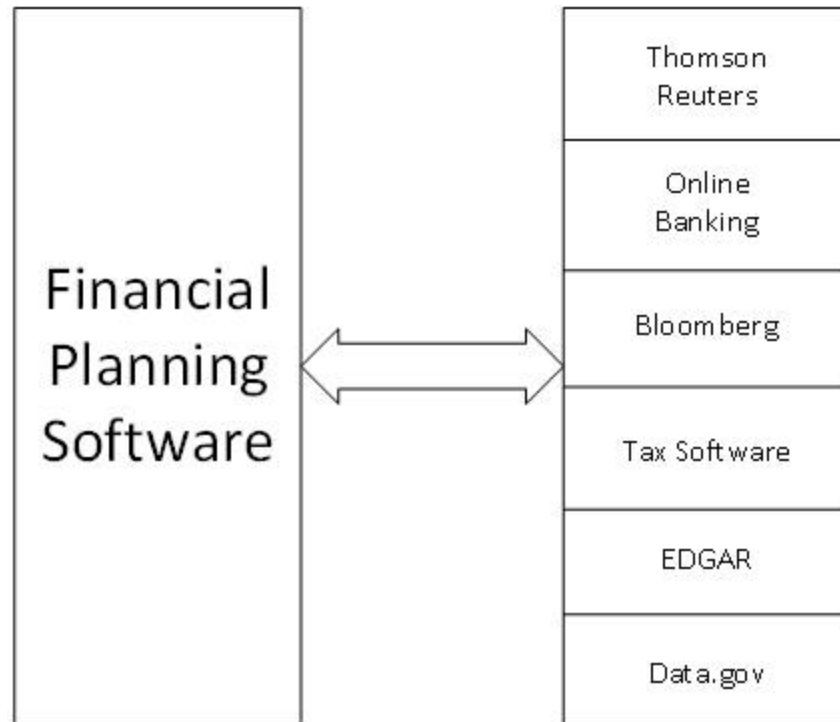 Financial
Planning
Software
Thomson
Reuters
Online
Banking
Bloomberg
Tax Software
EDGAR
Data.gov